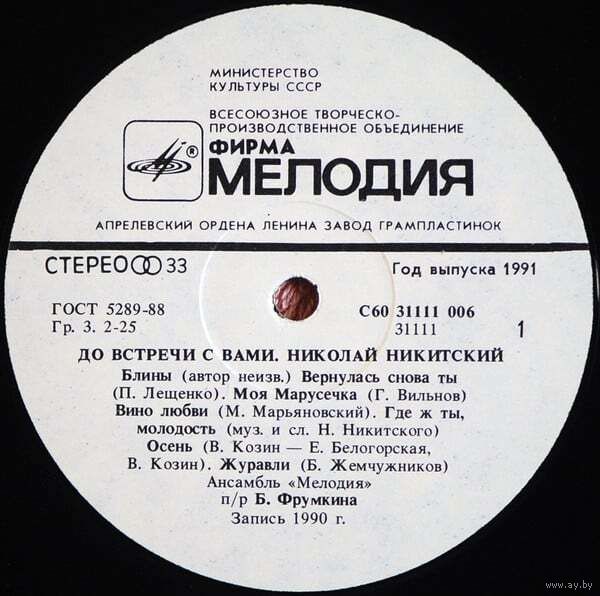 МИНИСТЕРСТВО
КУЛЬТУРЫ СССР
ВСЕСОЮЗНОЕ ТВОРЧЕСКО-
ПРОИЗВОДСТВЕННОЕ ОБЪЕДИНЕНИЕ
® ФИРМА
МЕЛОДИЯ
АПРЕЛЕВСКИЙ ОРДЕНА ЛЕНИНА ЗАВОД ГРАМПЛАСТИНОК
СТЕРЕО 33
Год выпуска 1991
ГОСТ 5289-88
С60 31111 006
Гр. 3. 2-25
31111
1
ДО ВСТРЕЧИ С ВАМИ. НИКОЛАЙ НИКИТСКИЙ
Блины (автор неизв.) Вернулась снова ты
(П. Лещенко). Моя Марусечка (Г. Вильнов)
Вино любви (М. Марьяновский). Где ж ты,
молодость (муз. и сл. Н. Никитского)
Осень (В. Козин — Е. Белогорская,
В. Козин). Журавли (Б. Жемчужников)
Ансамбль «Мелодия»
п/р Б. Фрумкина
Запись 1990 г.
www.ay.by